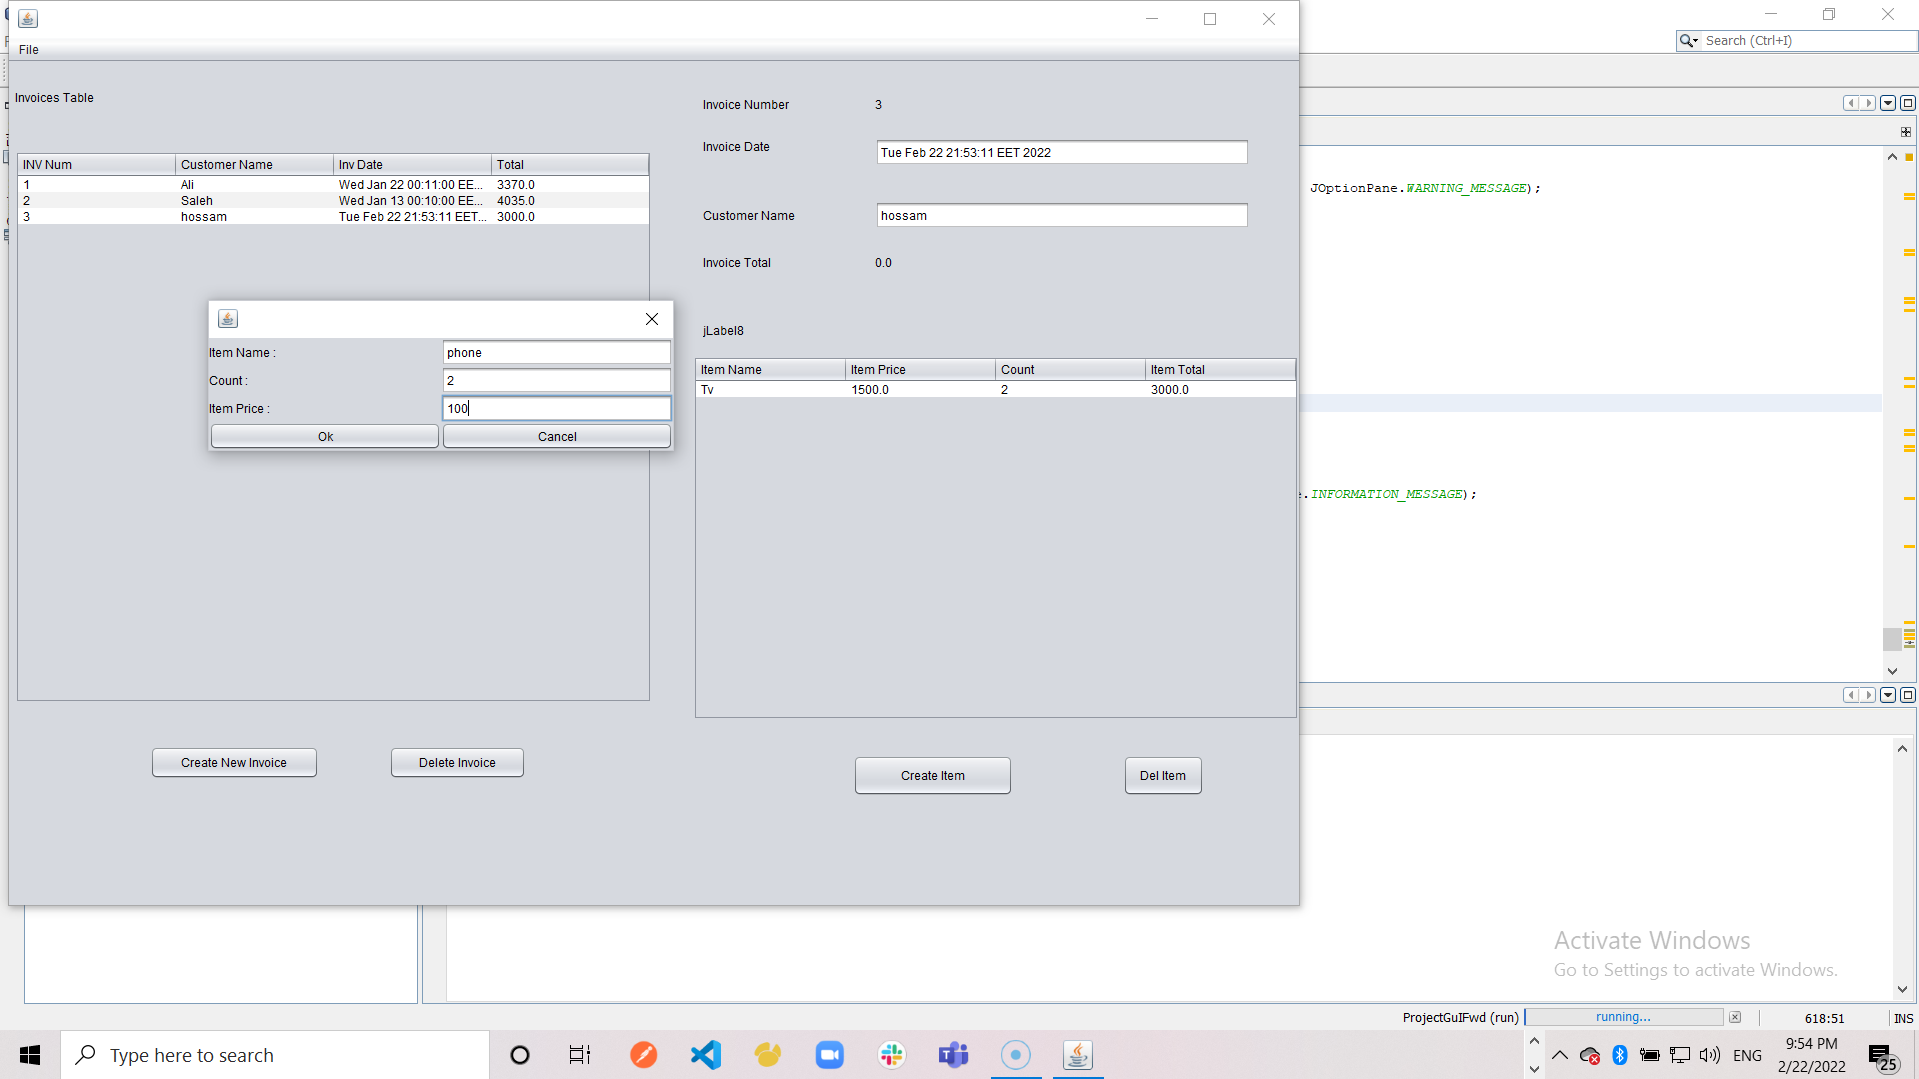 File
Search (Ctrl+I)
Invoices Table
INV Num Customer Name Inv Date Total
1 Ali Wed Jan 22 00:11:00 EE... 3370.0
2 Saleh Wed Jan 13 00:10:00 EE... 4035.0
3 hossam Tue Feb 22 21:53:11 EET... 3000.0
Invoice Number 3
Invoice Date Tue Feb 22 21:53:11 EET 2022
Customer Name hossam
Invoice Total 0.0
jLabel8
Item Name Item Price Count Item Total
Tv 1500.0 2 3000.0
Item Name : phone
Count : 2
Item Price : 100
Ok Cancel
JOptionPane.WARNING_MESSAGE);
.INFORMATION_MESSAGE);
Create New Invoice Delete Invoice
Create Item Del Item
Activate Windows
Go to Settings to activate Windows.
ProjectGuIFwd (run) running... 618:51 INS
Type here to search
ENG
9:54 PM
2/22/2022
25